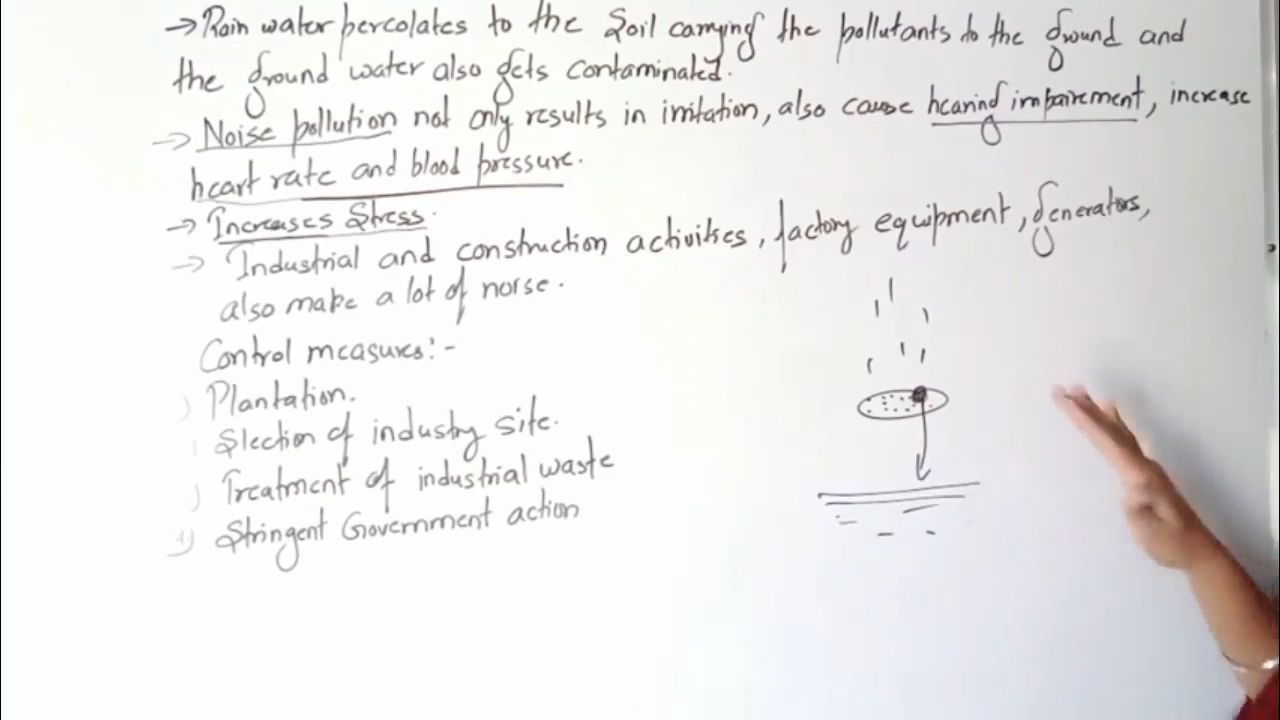 → Rain water percolates to the Soil carrying the pollutants to the ground and
the ground water also gets contaminated.
→ Noise pollution not only results in irritation, also cause hearing impairement, increase
heart rate and blood pressure.
→ Increases Stress.
→ Industrial and construction activities, factory equipment, generators,
also make a lot of noise.
Control measures:-
) Plantation.
Slection of industry site.
) Treatment of industrial waste
4) Stringent Government action